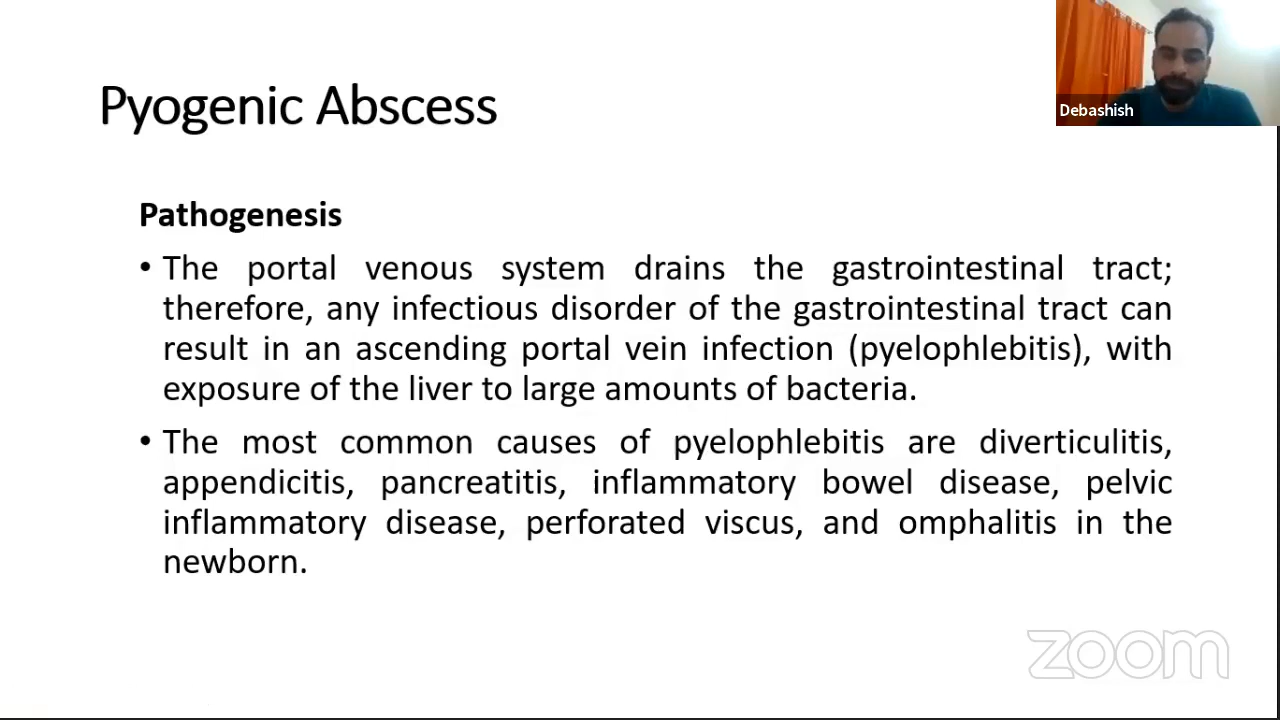 Pyogenic Abscess
Debashish
Pathogenesis
• The portal venous system drains the gastrointestinal tract;
therefore, any infectious disorder of the gastrointestinal tract can
result in an ascending portal vein infection (pyelophlebitis), with
exposure of the liver to large amounts of bacteria.
• The most common causes of pyelophlebitis are diverticulitis,
appendicitis, pancreatitis, inflammatory bowel disease, pelvic
inflammatory disease, perforated viscus, and omphalitis in the
newborn.
zoom